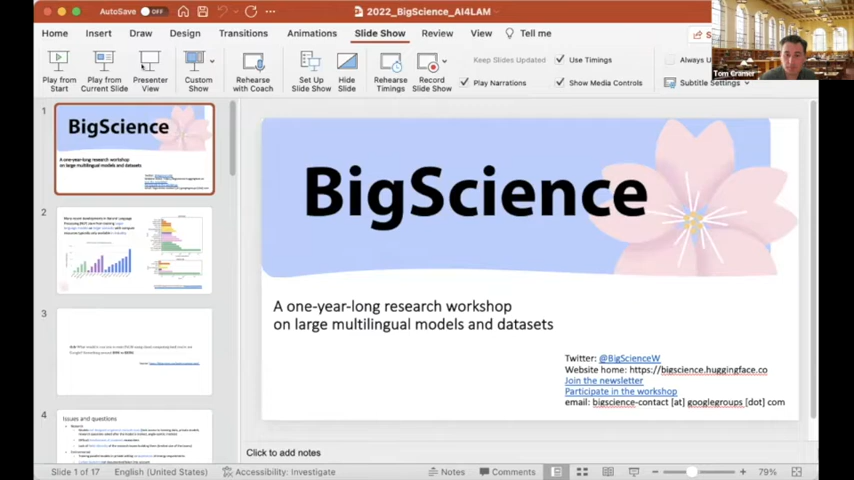 AutoSave OFF
2022_BigScience_AI4LAM
Home Insert Draw Design Transitions Animations Slide Show Review View Tell me
Play from Start
Play from Current Slide
Presenter View
Custom Show
Rehearse with Coach
Set Up Slide Show
Hide Slide
Rehearse Timings
Record Slide Show
Keep Slides Updated
Use Timings
Always U
Play Narrations
Show Media Controls
Subtitle Settings
Tom Cramer
1
BigScience
A one-year-long research workshop
on large multilingual models and datasets
2
3
4
Issues and questions
BigScience
A one-year-long research workshop
on large multilingual models and datasets
Twitter: @BigScienceW
Website home: https://bigscience.huggingface.co
Join the newsletter
Participate in the workshop
email: bigscience-contact [at] googlegroups [dot] com
Click to add notes
Slide 1 of 17 English (United States) Accessibility: Investigate Notes Comments 79%